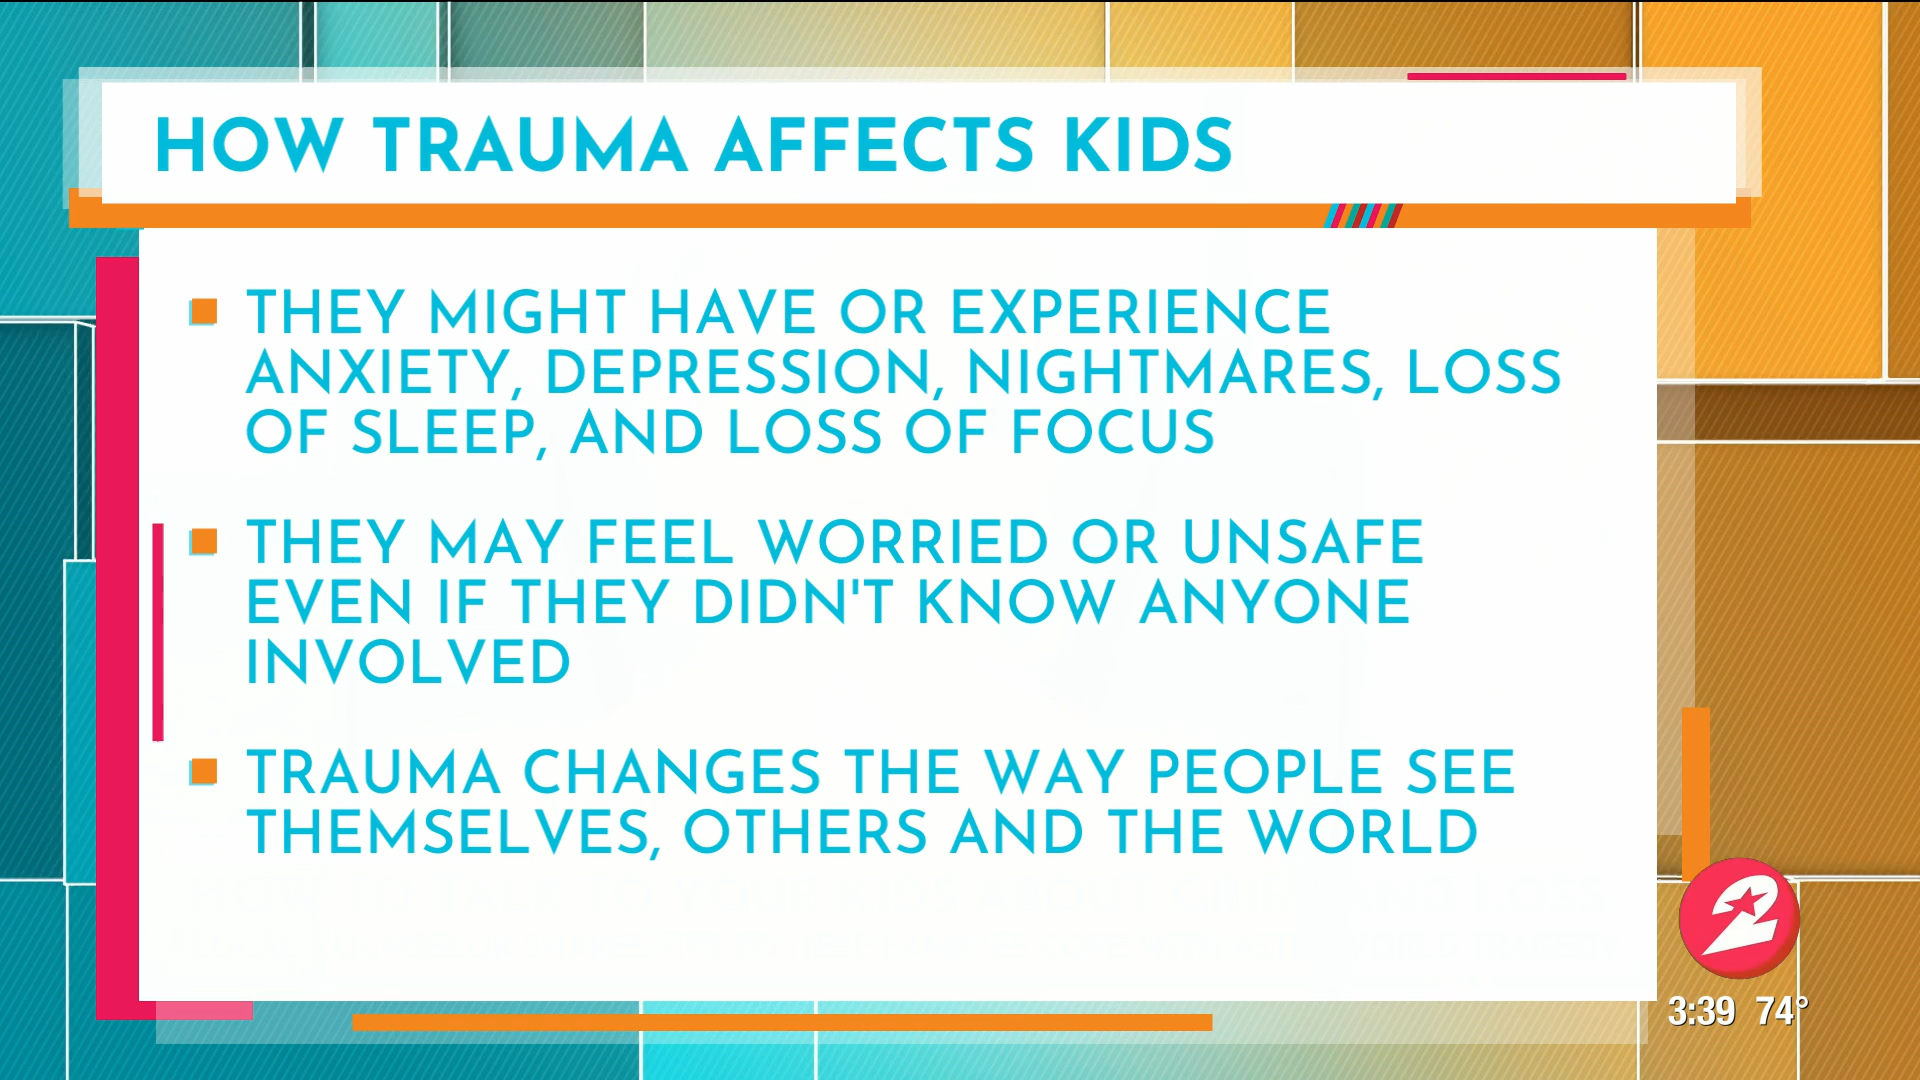 HOW TRAUMA AFFECTS KIDS
THEY MIGHT HAVE OR EXPERIENCE
ANXIETY, DEPRESSION, NIGHTMARES, LOSS
OF SLEEP, AND LOSS OF FOCUS
THEY MAY FEEL WORRIED OR UNSAFE
EVEN IF THEY DIDN'T KNOW ANYONE
INVOLVED
TRAUMA CHANGES THE WAY PEOPLE SEE
THEMSELVES, OTHERS AND THE WORLD
2
3:39 74°